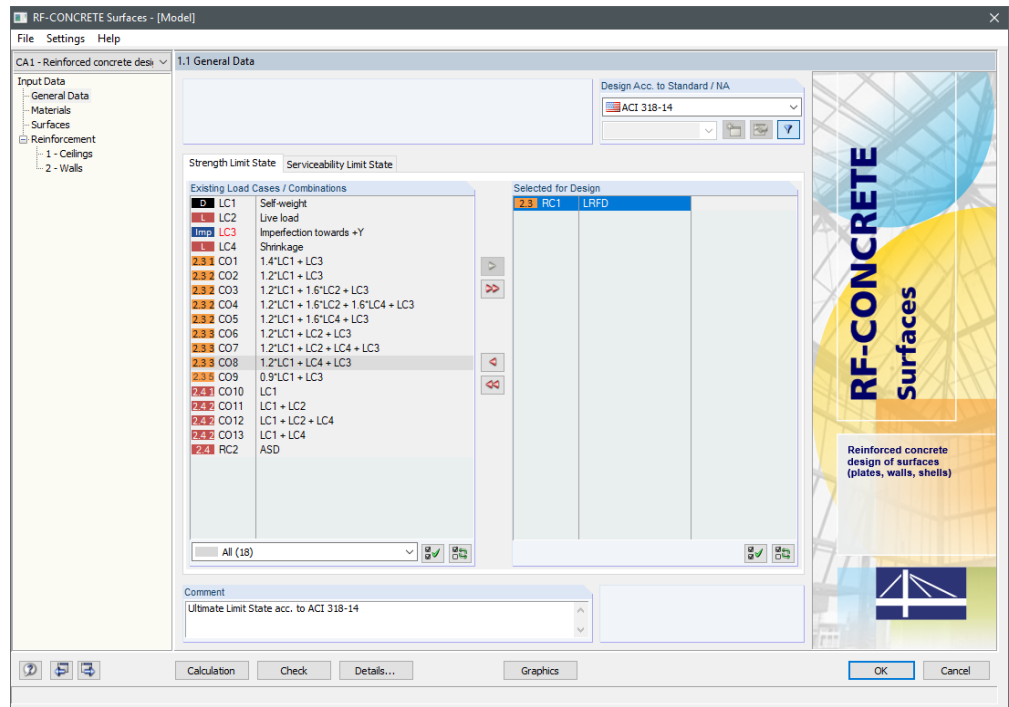 RF-CONCRETE Surfaces - [Model]
File Settings Help
CA1 - Reinforced concrete desi
1.1 General Data
Input Data
General Data
Materials
Surfaces
Reinforcement
1 - Ceilings
2 - Walls
Design Acc. to Standard / NA
ACI 318-14
Strength Limit State Serviceability Limit State
Existing Load Cases / Combinations
D LC1 Self-weight
L LC2 Live load
Imp LC3 Imperfection towards +Y
L LC4 Shrinkage
2.3 1 CO1 1.4*LC1 + LC3
2.3 2 CO2 1.2*LC1 + LC3
2.3 2 CO3 1.2*LC1 + 1.6*LC2 + LC3
2.3 2 CO4 1.2*LC1 + 1.6*LC2 + 1.6*LC4 + LC3
2.3 2 CO5 1.2*LC1 + 1.6*LC4 + LC3
2.3 3 CO6 1.2*LC1 + LC2 + LC3
2.3 3 CO7 1.2*LC1 + LC2 + LC4 + LC3
2.3 3 CO8 1.2*LC1 + LC4 + LC3
2.3 5 CO9 0.9*LC1 + LC3
2.4 1 CO10 LC1
2.4 2 CO11 LC1 + LC2
2.4 2 CO12 LC1 + LC2 + LC4
2.4 2 CO13 LC1 + LC4
2.4 RC2 ASD
All (18)
Selected for Design
2.3 RC1 LRFD
Comment
Ultimate Limit State acc. to ACI 318-14
RF-CONCRETE
Surfaces
Reinforced concrete
design of surfaces
(plates, walls, shells)
Calculation Check Details... Graphics OK Cancel